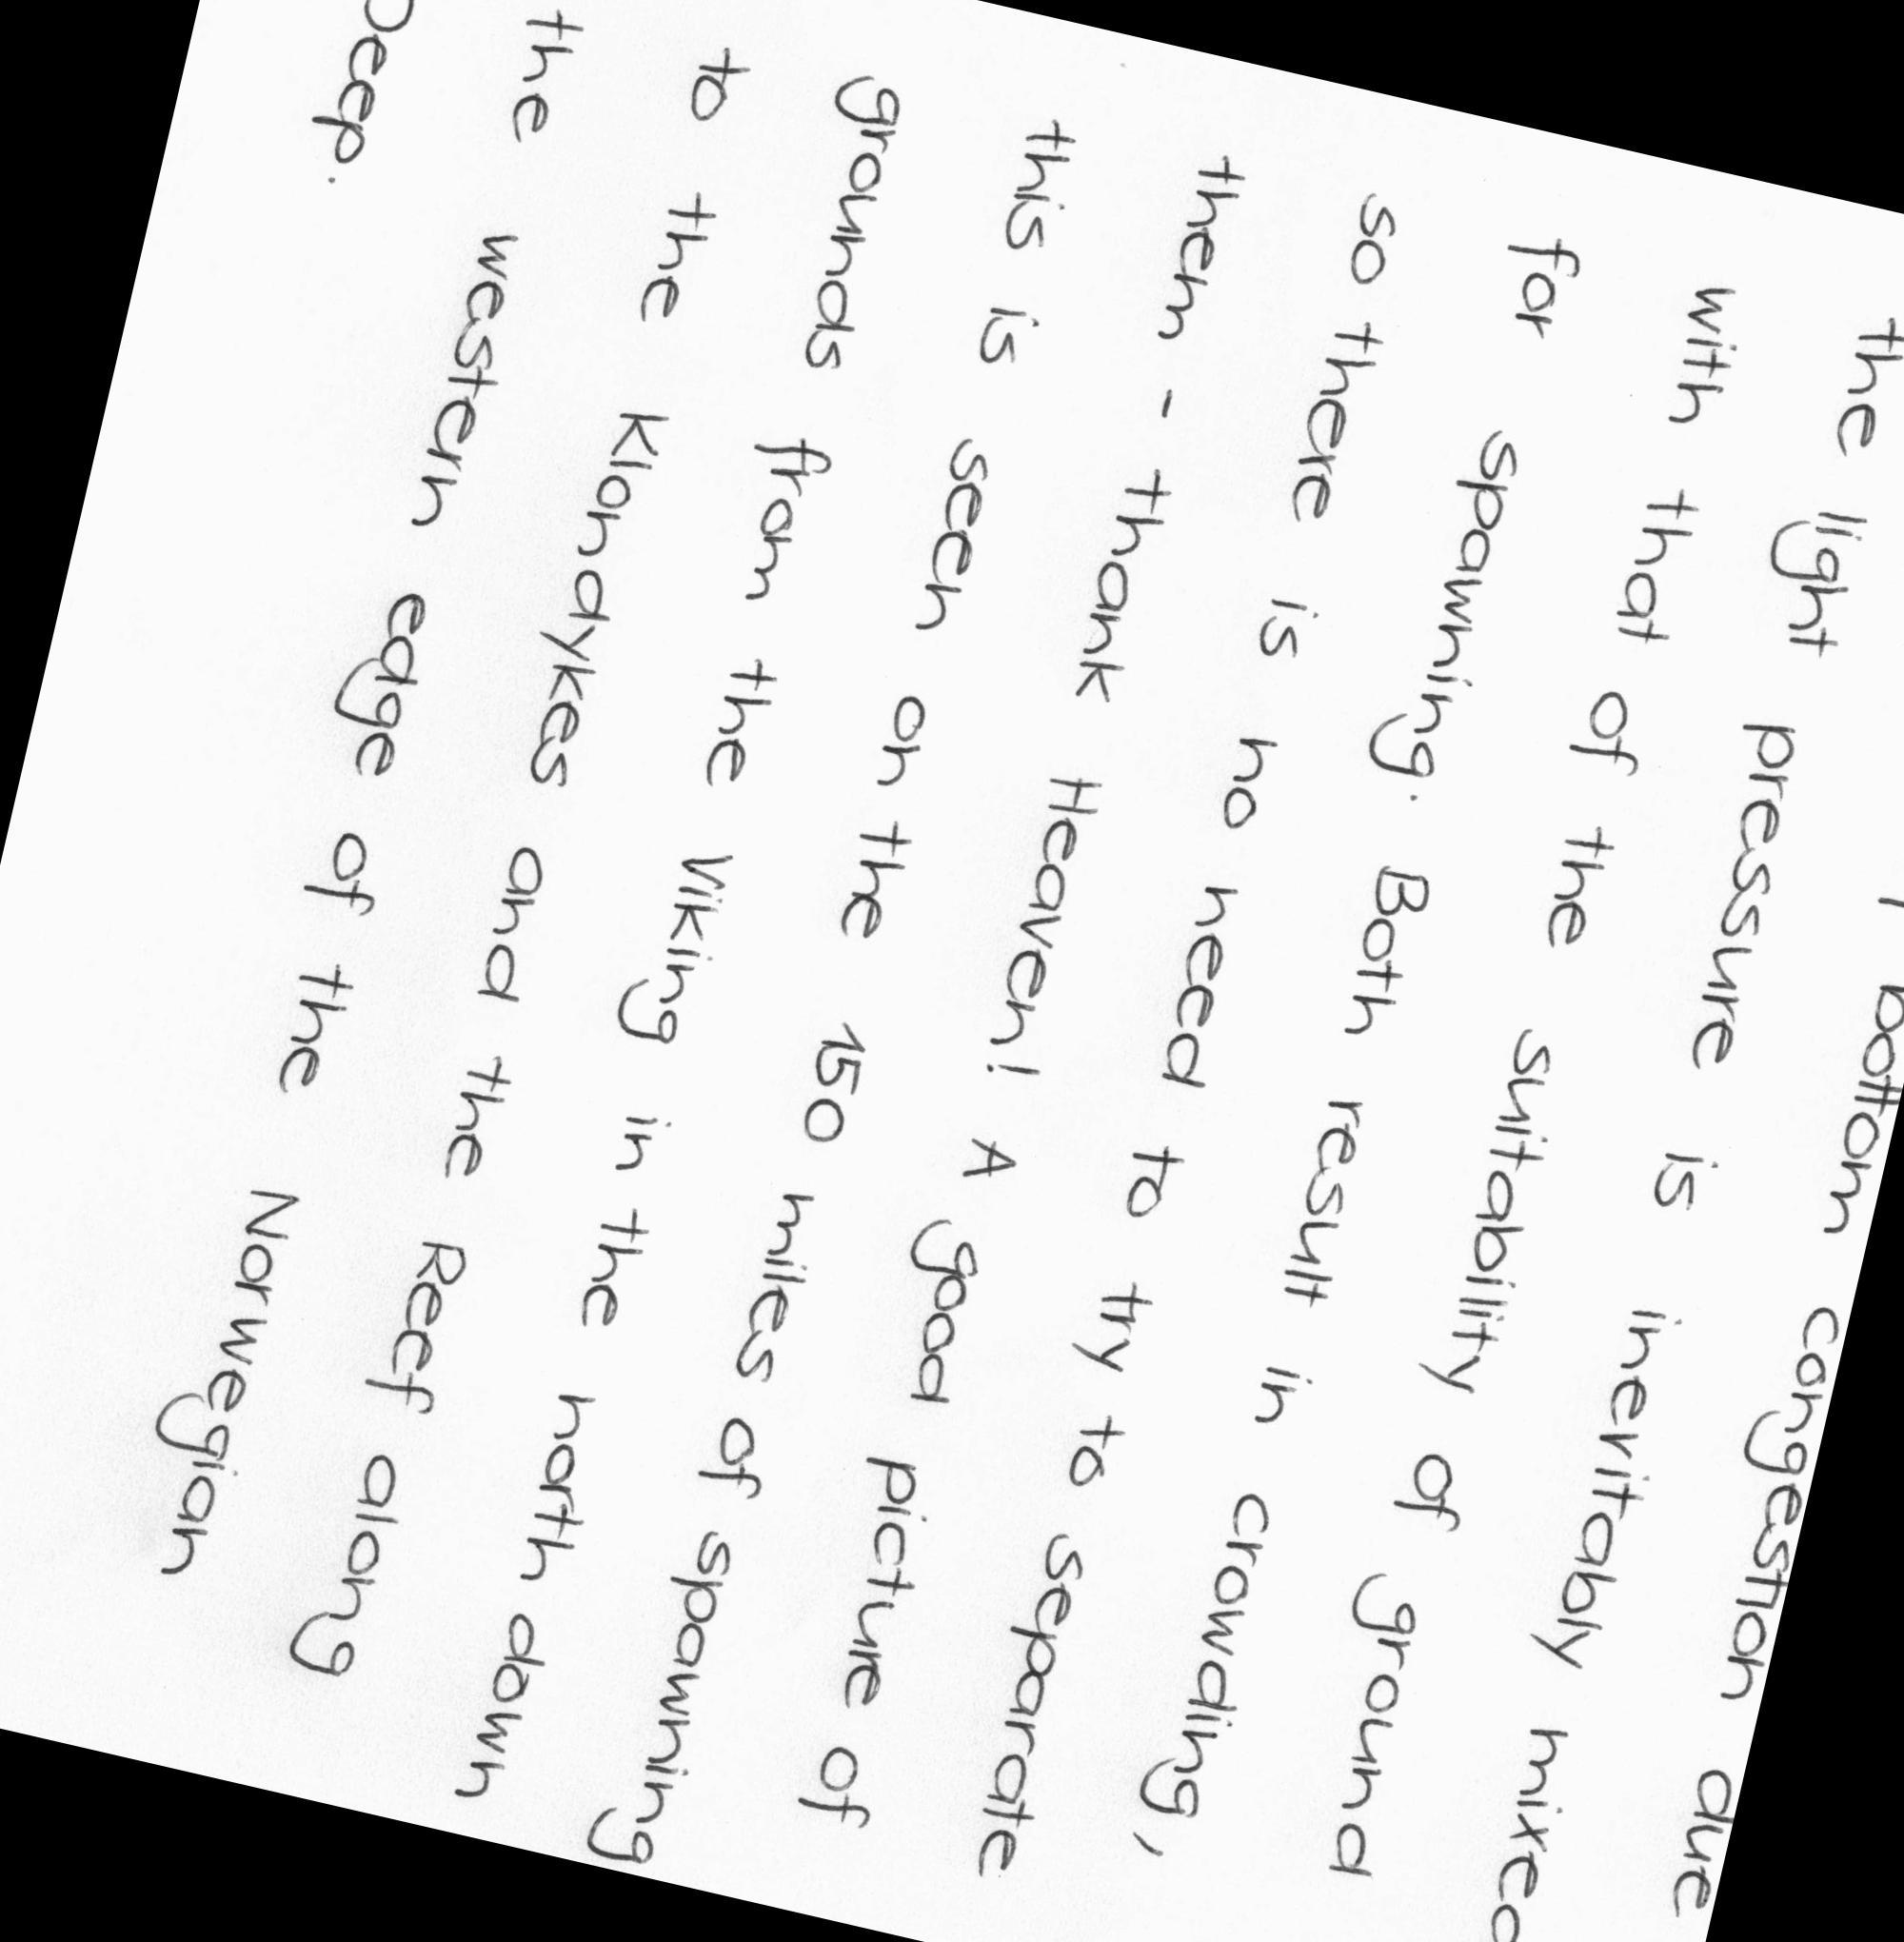 bottom congestion due
the light pressure is inevitably mixed
with that of the suitability of ground
for spawning. Both result in crowding,
so there is no need to try to separate
them - thank Heaven! A good picture of
this is seen on the 150 miles of spawning
grounds from the Viking in the north down
to the Klondykes and the Reef along
the western edge of the Norwegian
Deep.